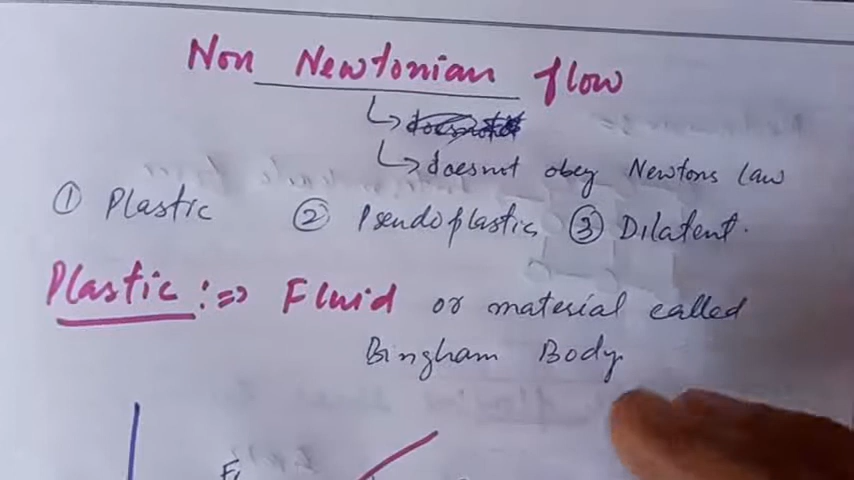 Non Newtonian flow
doesnot obey Newtons law
① Plastic ② Pseudoplastic ③ Dilatent.
Plastic :⇒ Fluid or material called
Bingham Body